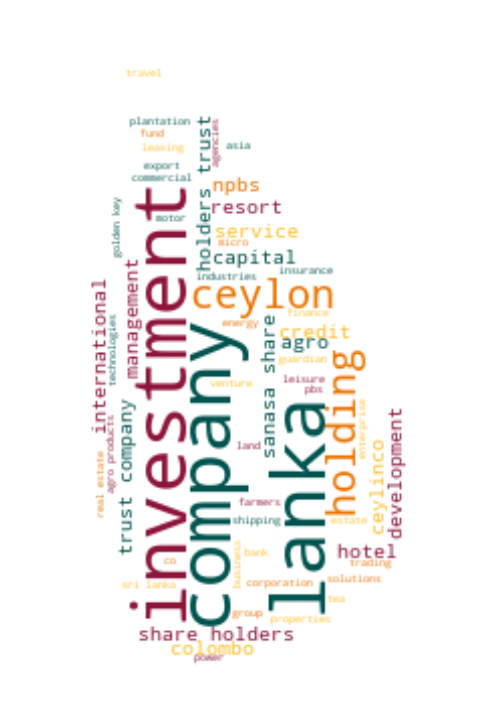 travel
plantation
fund
leasing
asia
export
commercial
agencies
holders trust
npbs
resort
motor
golden key
service
micro
capital
industries
insurance
management
international
technologies
investment
ceylon
company
energy
finance
credit
agro
sanasa share
guardian
leisure
pbs
venture
lanka
holding
enterprise
development
ceylinco
trust company
agro products
real estate
land
farmers
shipping
estate
hotel
trading
business
bank
co
sri lanka
corporation
solutions
tea
group
properties
share holders
colombo
power